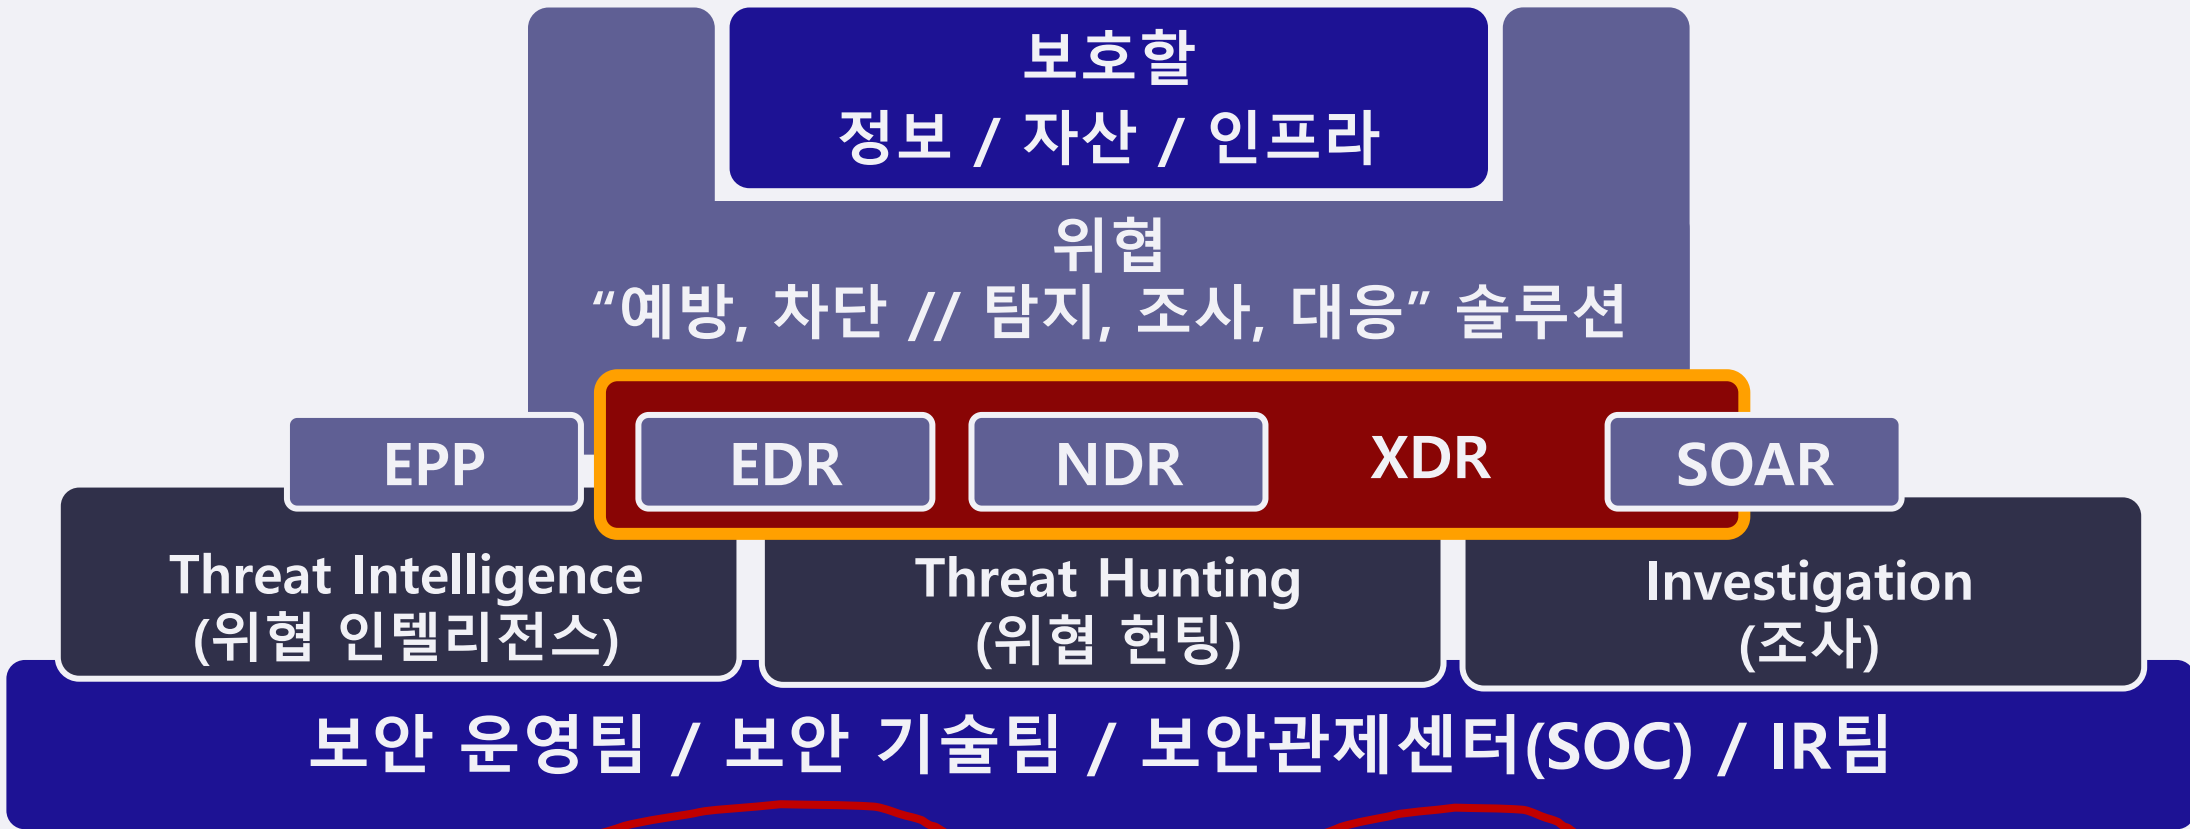 보호할
정보 / 자산 / 인프라
위협
“예방, 차단 // 탐지, 조사, 대응” 솔루션
EPP
EDR
NDR
XDR
SOAR
Threat Intelligence
(위협 인텔리전스)
Threat Hunting
(위협 헌팅)
Investigation
(조사)
보안 운영팀 / 보안 기술팀 / 보안관제센터(SOC) / IR팀